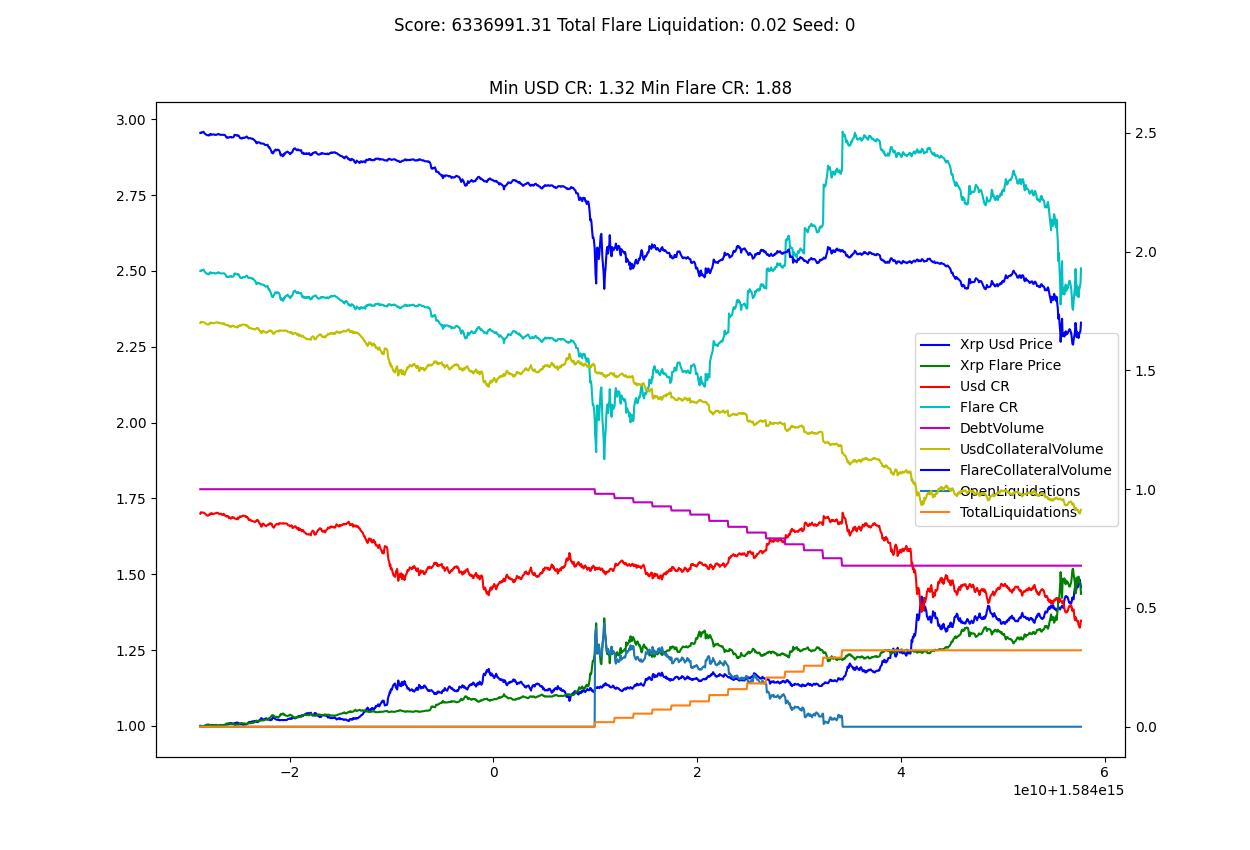 Score: 6336991.31 Total Flare Liquidation: 0.02 Seed: 0
Min USD CR: 1.32 Min Flare CR: 1.88
3.00
2.75
2.50
2.25
2.00
1.75
1.50
1.25
1.00
2.5
2.0
1.5
1.0
0.5
0.0
Xrp Usd Price
Xrp Flare Price
Usd CR
Flare CR
DebtVolume
UsdCollateralVolume
FlareCollateralVolume
OpenLiquidations
TotalLiquidations
−2 0 2 4 6
1e10+1.584e15